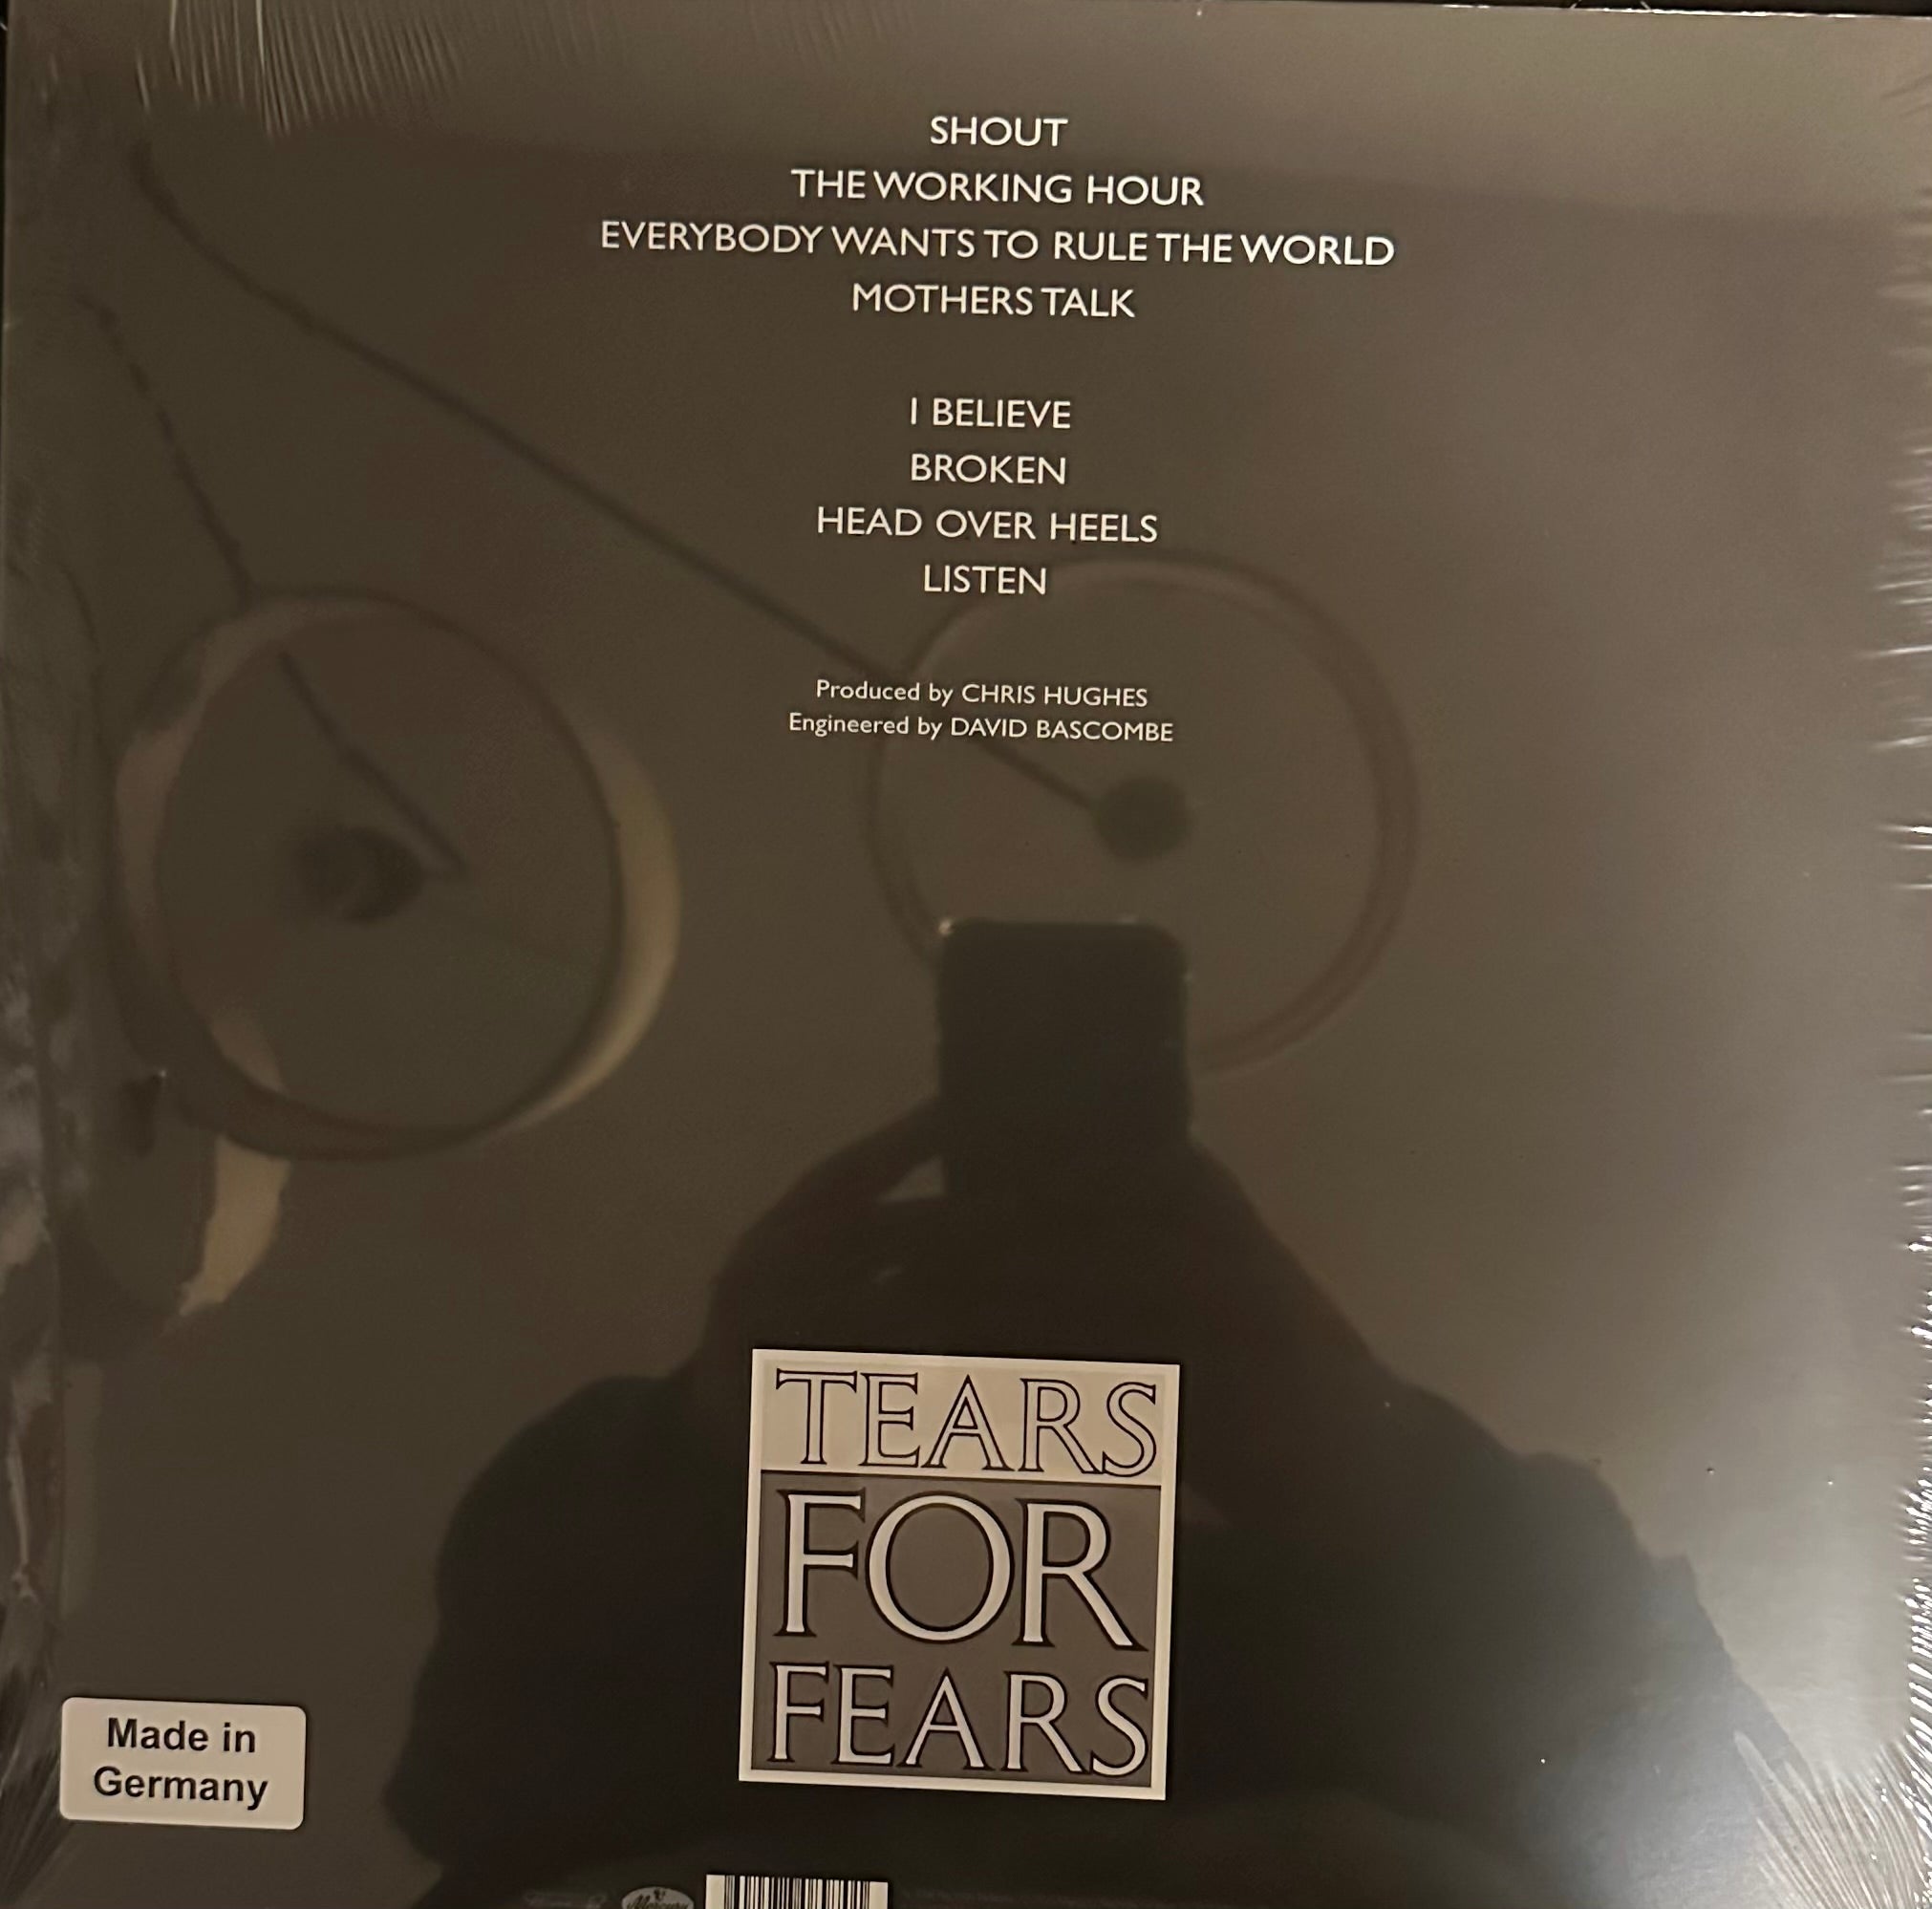 SHOUT
THE WORKING HOUR
EVERYBODY WANTS TO RULE THE WORLD
MOTHERS TALK
I BELIEVE
BROKEN
HEAD OVER HEELS
LISTEN
Produced by CHRIS HUGHES
Engineered by DAVID BASCOMBE
TEARS
FOR
FEARS
Made in
Germany